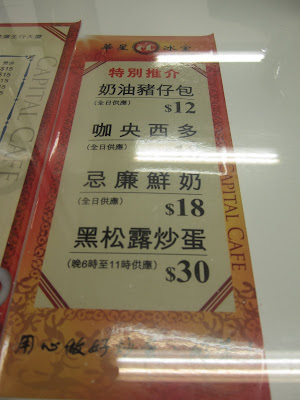 華星冰室
特別推介
奶油豬仔包
(全日供應)
$12
咖央西多
(全日供應)
忌廉鮮奶
(全日供應)
$18
黑松露炒蛋
(晚6時至11時供應)
$30
CAPITAL CAFE
用心做好
CAPITAL CAFE